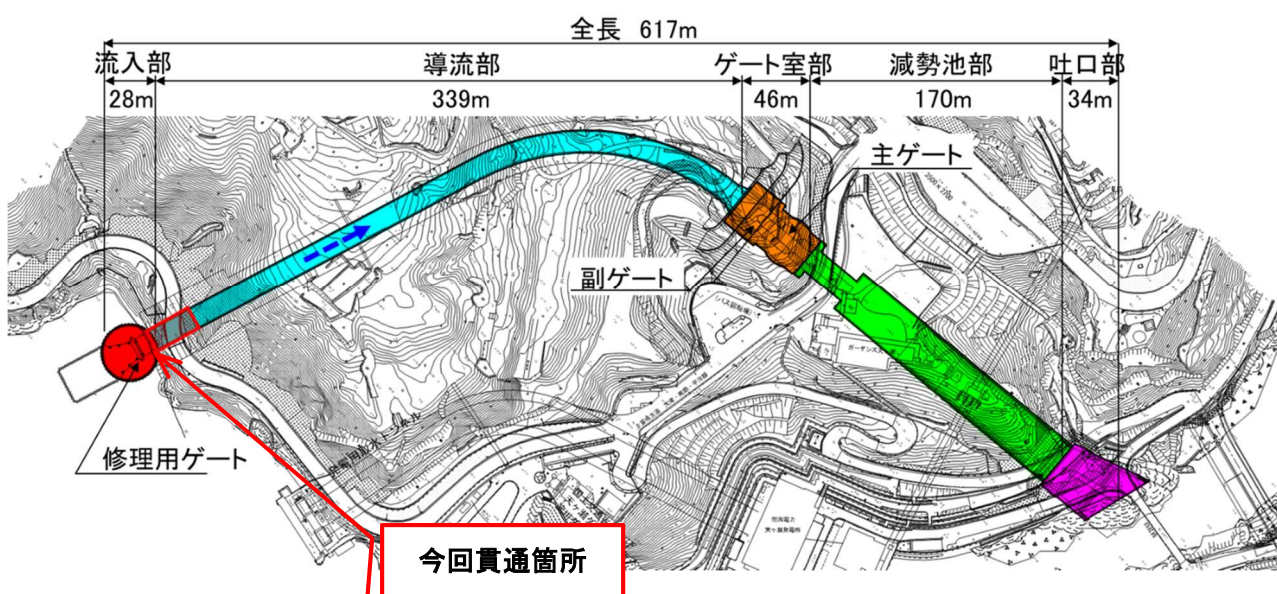 全長 617m
流入部 導流部 ゲート室部 減勢池部 吐口部
28m 339m 46m 170m 34m
主ゲート
副ゲート
修理用ゲート
今回貫通箇所